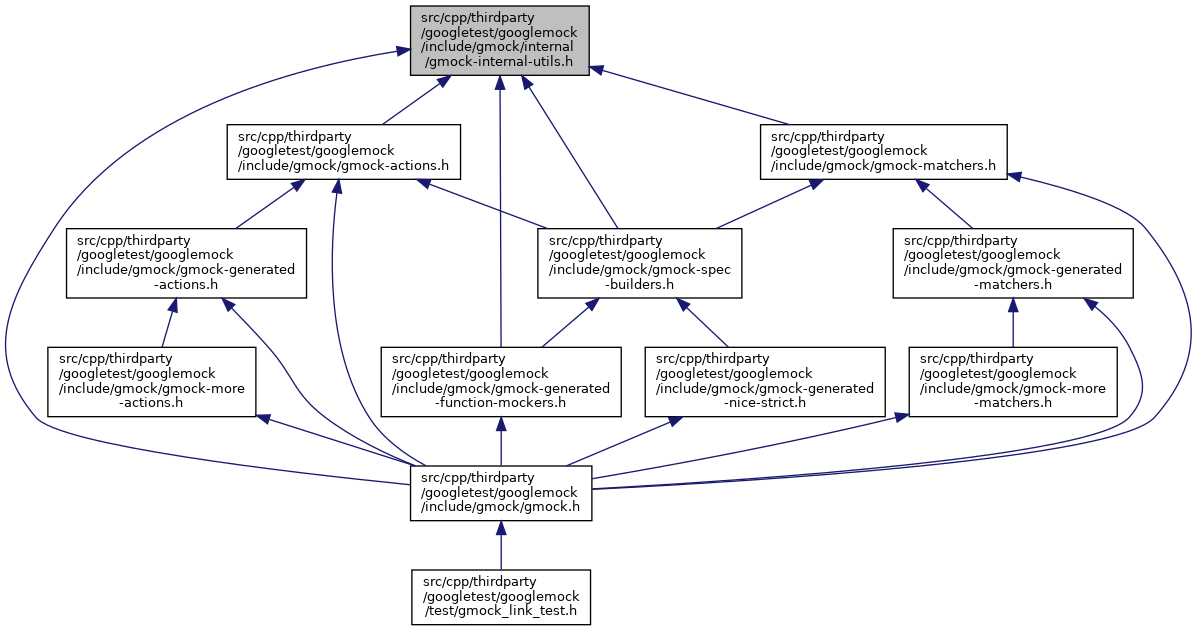 src/cpp/thirdparty
/googletest/googlemock
/include/gmock/internal
/gmock-internal-utils.h
src/cpp/thirdparty
/googletest/googlemock
/include/gmock/gmock-actions.h
src/cpp/thirdparty
/googletest/googlemock
/include/gmock/gmock-matchers.h
src/cpp/thirdparty
/googletest/googlemock
/include/gmock/gmock-generated
-actions.h
src/cpp/thirdparty
/googletest/googlemock
/include/gmock/gmock-spec
-builders.h
src/cpp/thirdparty
/googletest/googlemock
/include/gmock/gmock-generated
-matchers.h
src/cpp/thirdparty
/googletest/googlemock
/include/gmock/gmock-more
-actions.h
src/cpp/thirdparty
/googletest/googlemock
/include/gmock/gmock-generated
-function-mockers.h
src/cpp/thirdparty
/googletest/googlemock
/include/gmock/gmock-generated
-nice-strict.h
src/cpp/thirdparty
/googletest/googlemock
/include/gmock/gmock-more
-matchers.h
src/cpp/thirdparty
/googletest/googlemock
/include/gmock/gmock.h
src/cpp/thirdparty
/googletest/googlemock
/test/gmock_link_test.h